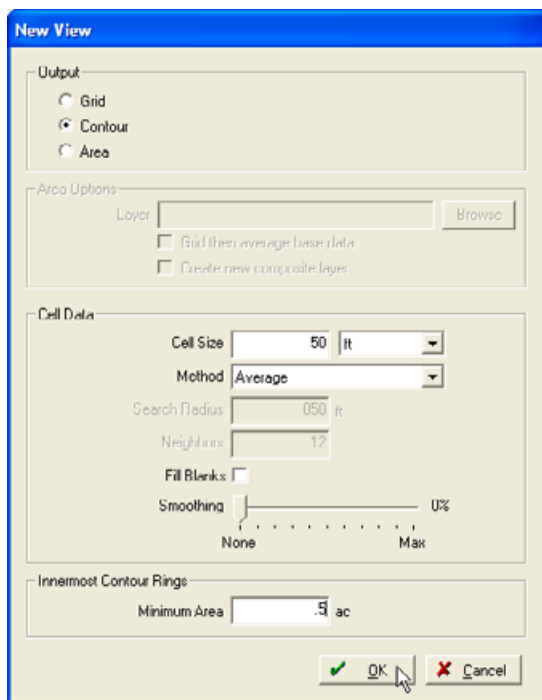 New View
Output
Grid
Contour
Area
Area Options
Layer Browse
Grid then average base data
Create new composite layer
Cell Data
Cell Size 50 ft
Method Average
Search Radius 050 ft
Neighbors 12
Fill Blanks
Smoothing 0%
None Max
Innermost Contour Rings
Minimum Area .5 ac
OK Cancel